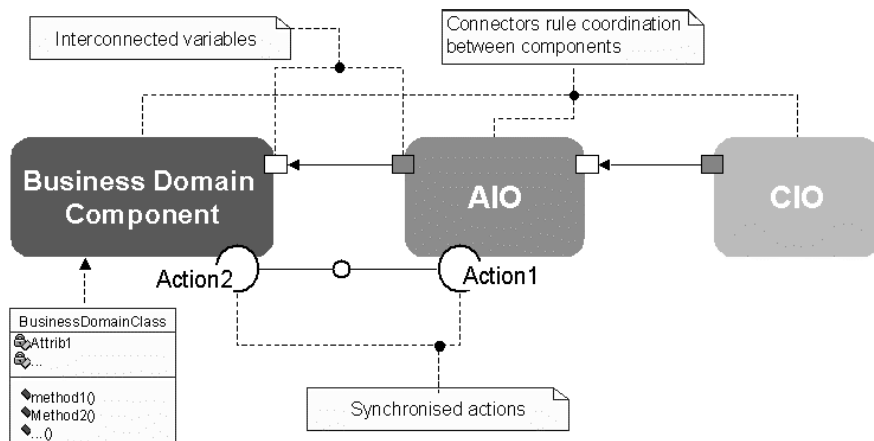 Interconnected variables
Connectors rule coordination
between components
Business Domain
Component
AIO
CIO
Action2
Action1
BusinessDomainClass
Attrib1
...
method1()
Method2()
...()
Synchronised actions